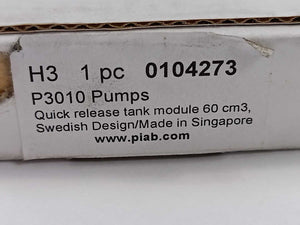 H3 1 pc 0104273
P3010 Pumps
Quick release tank module 60 cm3,
Swedish Design/Made in Singapore
www.piab.com